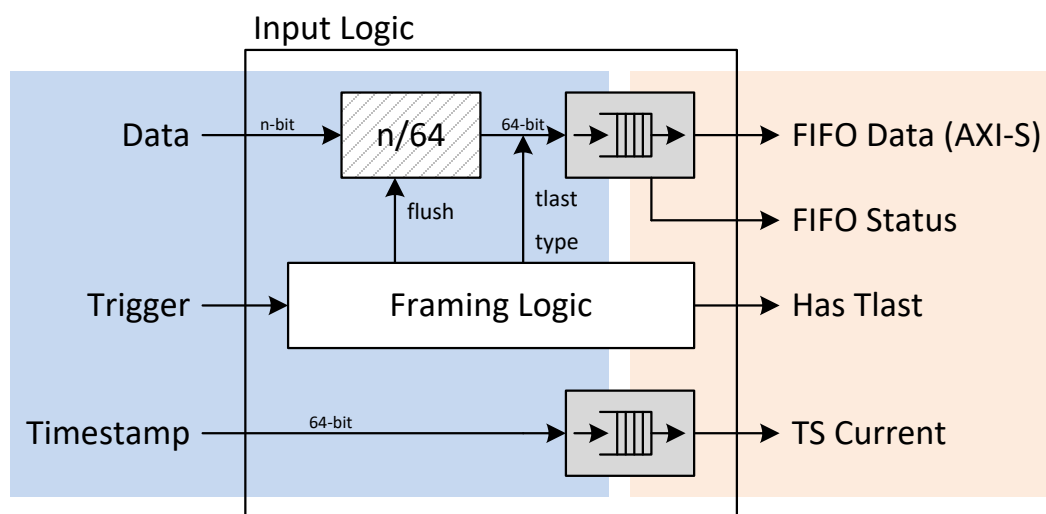 Input Logic
Data
n-bit
n/64
64-bit
FIFO Data (AXI-S)
flush
tlast
type
FIFO Status
Trigger
Framing Logic
Has Tlast
Timestamp
64-bit
TS Current